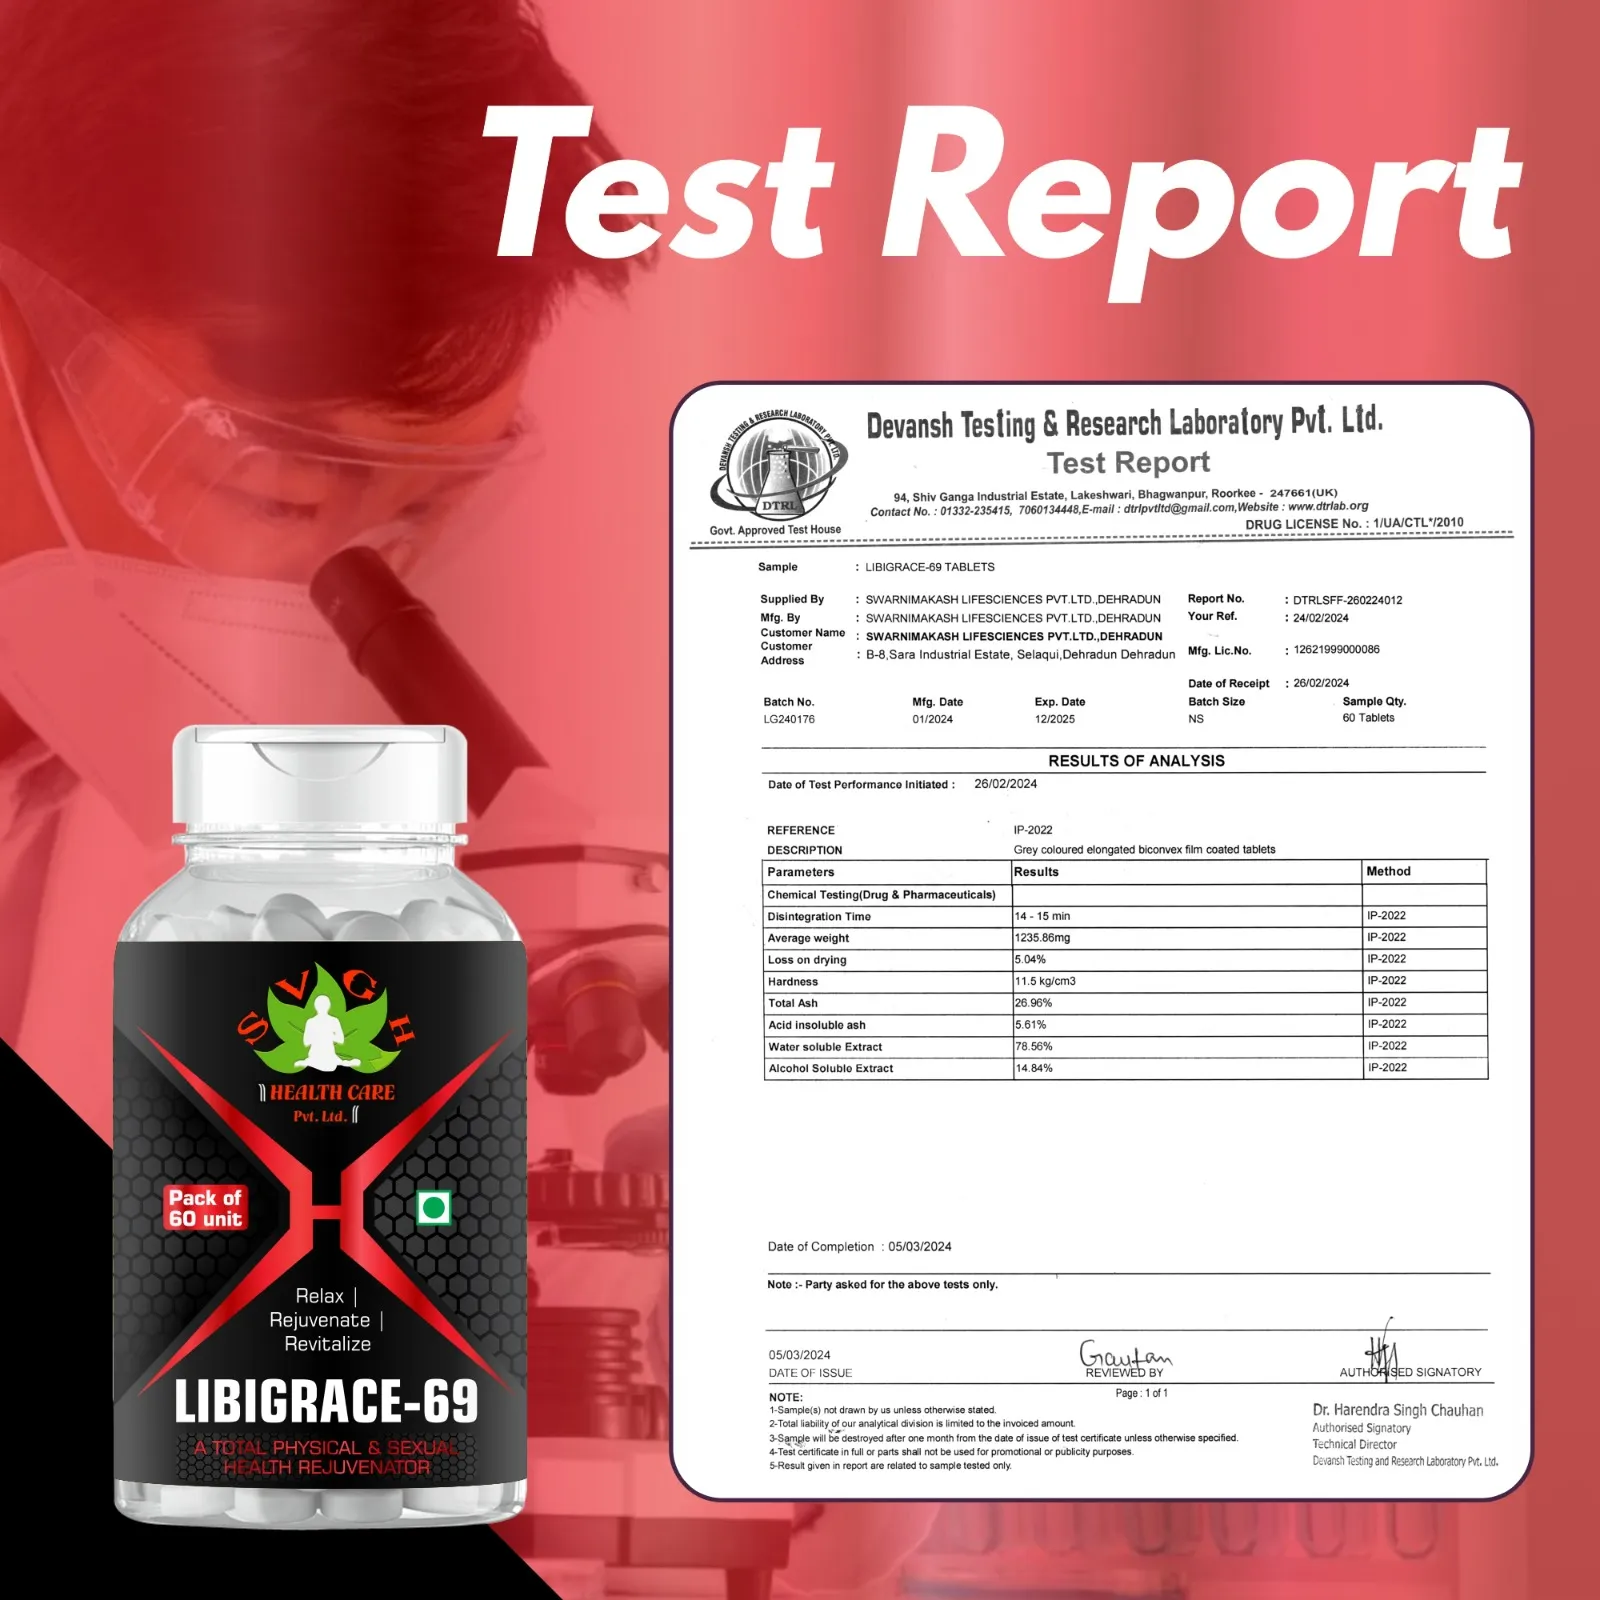 Test Report
DEVANSH TESTING & RESEARCH LABORATORY PVT. LTD.
DTRL
Govt. Approved Test House
Devansh Testing & Research Laboratory Pvt. Ltd.
Test Report
94, Shiv Ganga Industrial Estate, Lakeshwari, Bhagwanpur, Roorkee - 247661(UK)
Contact No. : 01332-235415, 7060134448,E-mail : dtrlpvtltd@gmail.com,Website : www.dtrlab.org
DRUG LICENSE No. : 1/UA/CTL*/2010
Sample : LIBIGRACE-69 TABLETS
Supplied By : SWARNIMAKASH LIFESCIENCES PVT.LTD.,DEHRADUN Report No. : DTRLSFF-260224012
Mfg. By : SWARNIMAKASH LIFESCIENCES PVT.LTD.,DEHRADUN Your Ref. : 24/02/2024
Customer Name : SWARNIMAKASH LIFESCIENCES PVT.LTD.,DEHRADUN
Customer Address : B-8,Sara Industrial Estate, Selaqui,Dehradun Dehradun Mfg. Lic.No. : 12621999000086
Date of Receipt : 26/02/2024
Batch No. Mfg. Date Exp. Date Batch Size Sample Qty.
LG240176 01/2024 12/2025 NS 60 Tablets
RESULTS OF ANALYSIS
Date of Test Performance Initiated : 26/02/2024
REFERENCE IP-2022
DESCRIPTION Grey coloured elongated biconvex film coated tablets
Parameters Results Method
Chemical Testing(Drug & Pharmaceuticals)
Disintegration Time 14 - 15 min IP-2022
Average weight 1235.86mg IP-2022
Loss on drying 5.04% IP-2022
Hardness 11.5 kg/cm3 IP-2022
Total Ash 26.96% IP-2022
Acid insoluble ash 5.61% IP-2022
Water soluble Extract 78.56% IP-2022
Alcohol Soluble Extract 14.84% IP-2022
Date of Completion : 05/03/2024
Note :- Party asked for the above tests only.
05/03/2024
DATE OF ISSUE REVIEWED BY AUTHORISED SIGNATORY
Page : 1 of 1
NOTE:
1-Sample(s) not drawn by us unless otherwise stated.
2-Total liability of our analytical division is limited to the invoiced amount.
3-Sample will be destroyed after one month from the date of issue of test certificate unless otherwise specified.
4-Test certificate in full or parts shall not be used for promotional or publicity purposes.
5-Result given in report are related to sample tested only.
Dr. Harendra Singh Chauhan
Authorised Signatory
Technical Director
Devansh Testing and Research Laboratory Pvt. Ltd.
SVGH
HEALTH CARE
Pvt. Ltd.
Pack of
60 unit
Relax |
Rejuvenate |
Revitalize
LIBIGRACE-69
A TOTAL PHYSICAL & SEXUAL
HEALTH REJUVENATOR